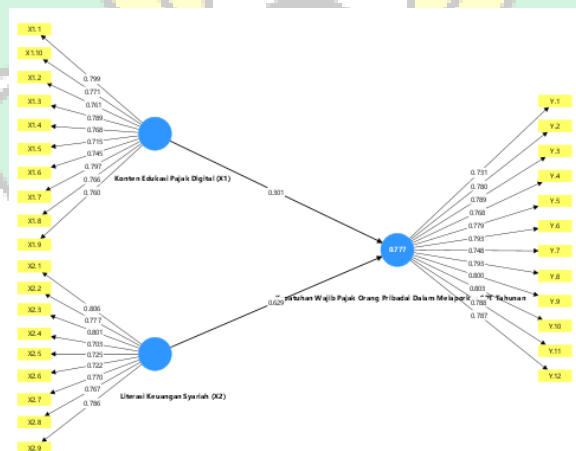 X1.1
X1.10
X1.2
X1.3
X1.4
X1.5
X1.6
X1.7
X1.8
X1.9
0.799
0.771
0.761
0.789
0.768
0.715
0.745
0.797
0.766
0.760
Konten Edukasi Pajak Digital (X1)
0.301
X2.1
X2.2
X2.3
X2.4
X2.5
X2.6
X2.7
X2.8
X2.9
0.806
0.777
0.801
0.703
0.725
0.722
0.770
0.767
0.786
Literasi Keuangan Syariah (X2)
0.629
0.777
Wajib Pajak Orang Pribadai Dalam Tahunan
0.731
0.780
0.789
0.768
0.779
0.793
0.748
0.793
0.800
0.803
0.788
0.787
Y.1
Y.2
Y.3
Y.4
Y.5
Y.6
Y.7
Y.8
Y.9
Y.10
Y.11
Y.12